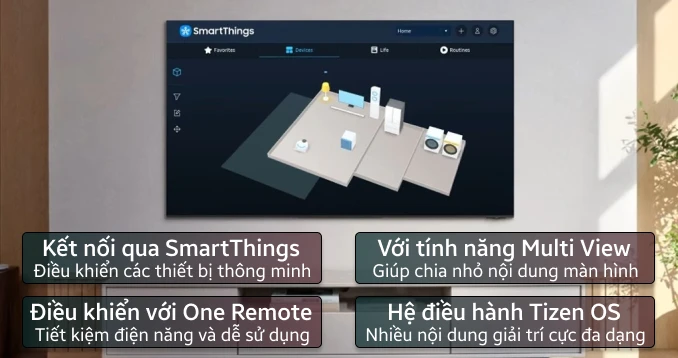 SmartThings
Home
Favorites
Devices
Life
Routines
Kết nối qua SmartThings
Điều khiển các thiết bị thông minh
Với tính năng Multi View
Giúp chia nhỏ nội dung màn hình
Điều khiển với One Remote
Tiết kiệm điện năng và dễ sử dụng
Hệ điều hành Tizen OS
Nhiều nội dung giải trí cực đa dạng